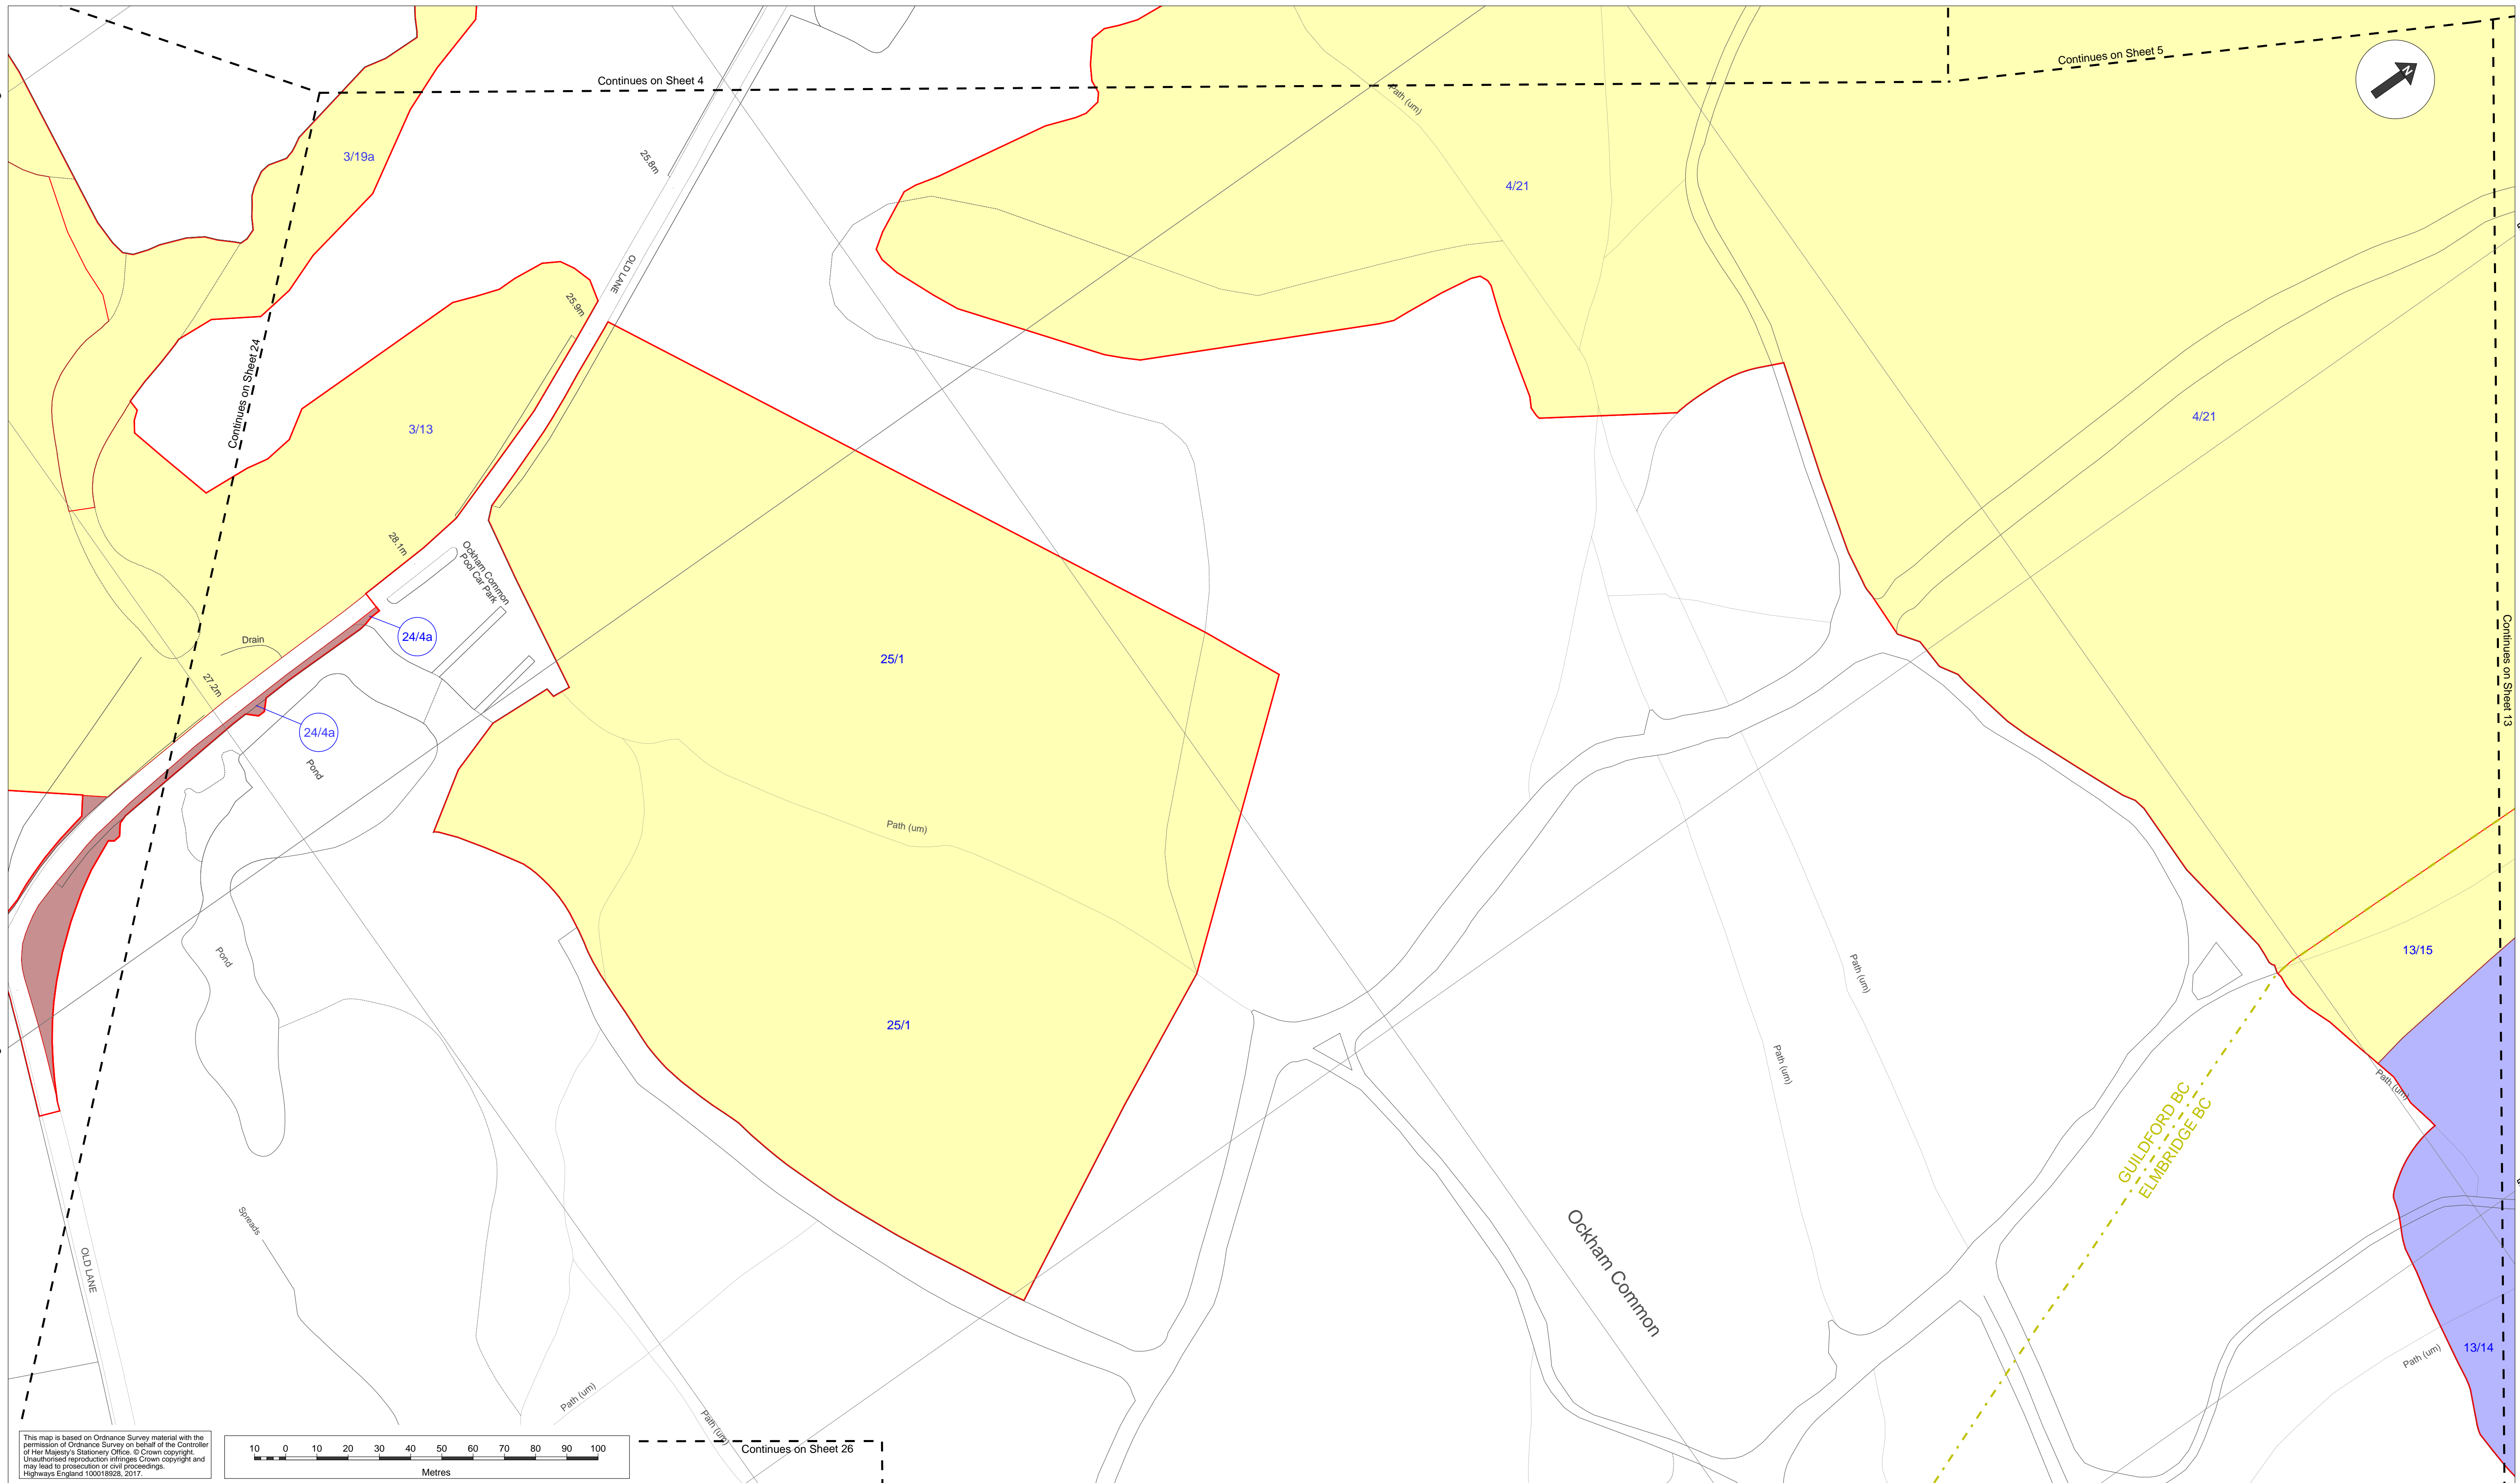 Continues on Sheet 4
Continues on Sheet 5
N
Path (um)
3/19a
25.8m
4/21
OLD LANE
25.9m
Continues on Sheet 24
3/13
4/21
28.1m
Ockham Common
Pool Car Park
24/4a
Drain
25/1
27.2m
24/4a
Pond
Continues on Sheet 13
Path (um)
Pond
13/15
Path (um)
25/1
Path (um)
Path (um)
GUILDFORD BC
ELMBRIDGE BC
Spreads
OLD LANE
Ockham Common
13/14
Path (um)
Path (um)
Path (um)
This map is based on Ordnance Survey material with the
permission of Ordnance Survey on behalf of the Controller
of Her Majesty's Stationery Office. © Crown copyright.
Unauthorised reproduction infringes Crown copyright and
may lead to prosecution or civil proceedings.
Highways England 100018928, 2017.
10 0 10 20 30 40 50 60 70 80 90 100
Metres
Continues on Sheet 26